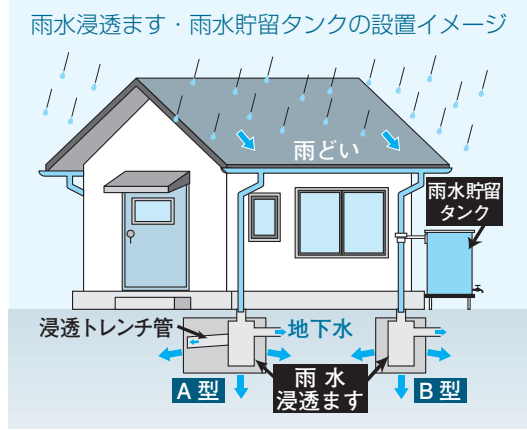 雨水浸透ます・雨水貯留タンクの設置イメージ
雨どい
雨水貯留
タンク
浸透トレンチ管
地下水
A型
雨水
浸透ます
B型